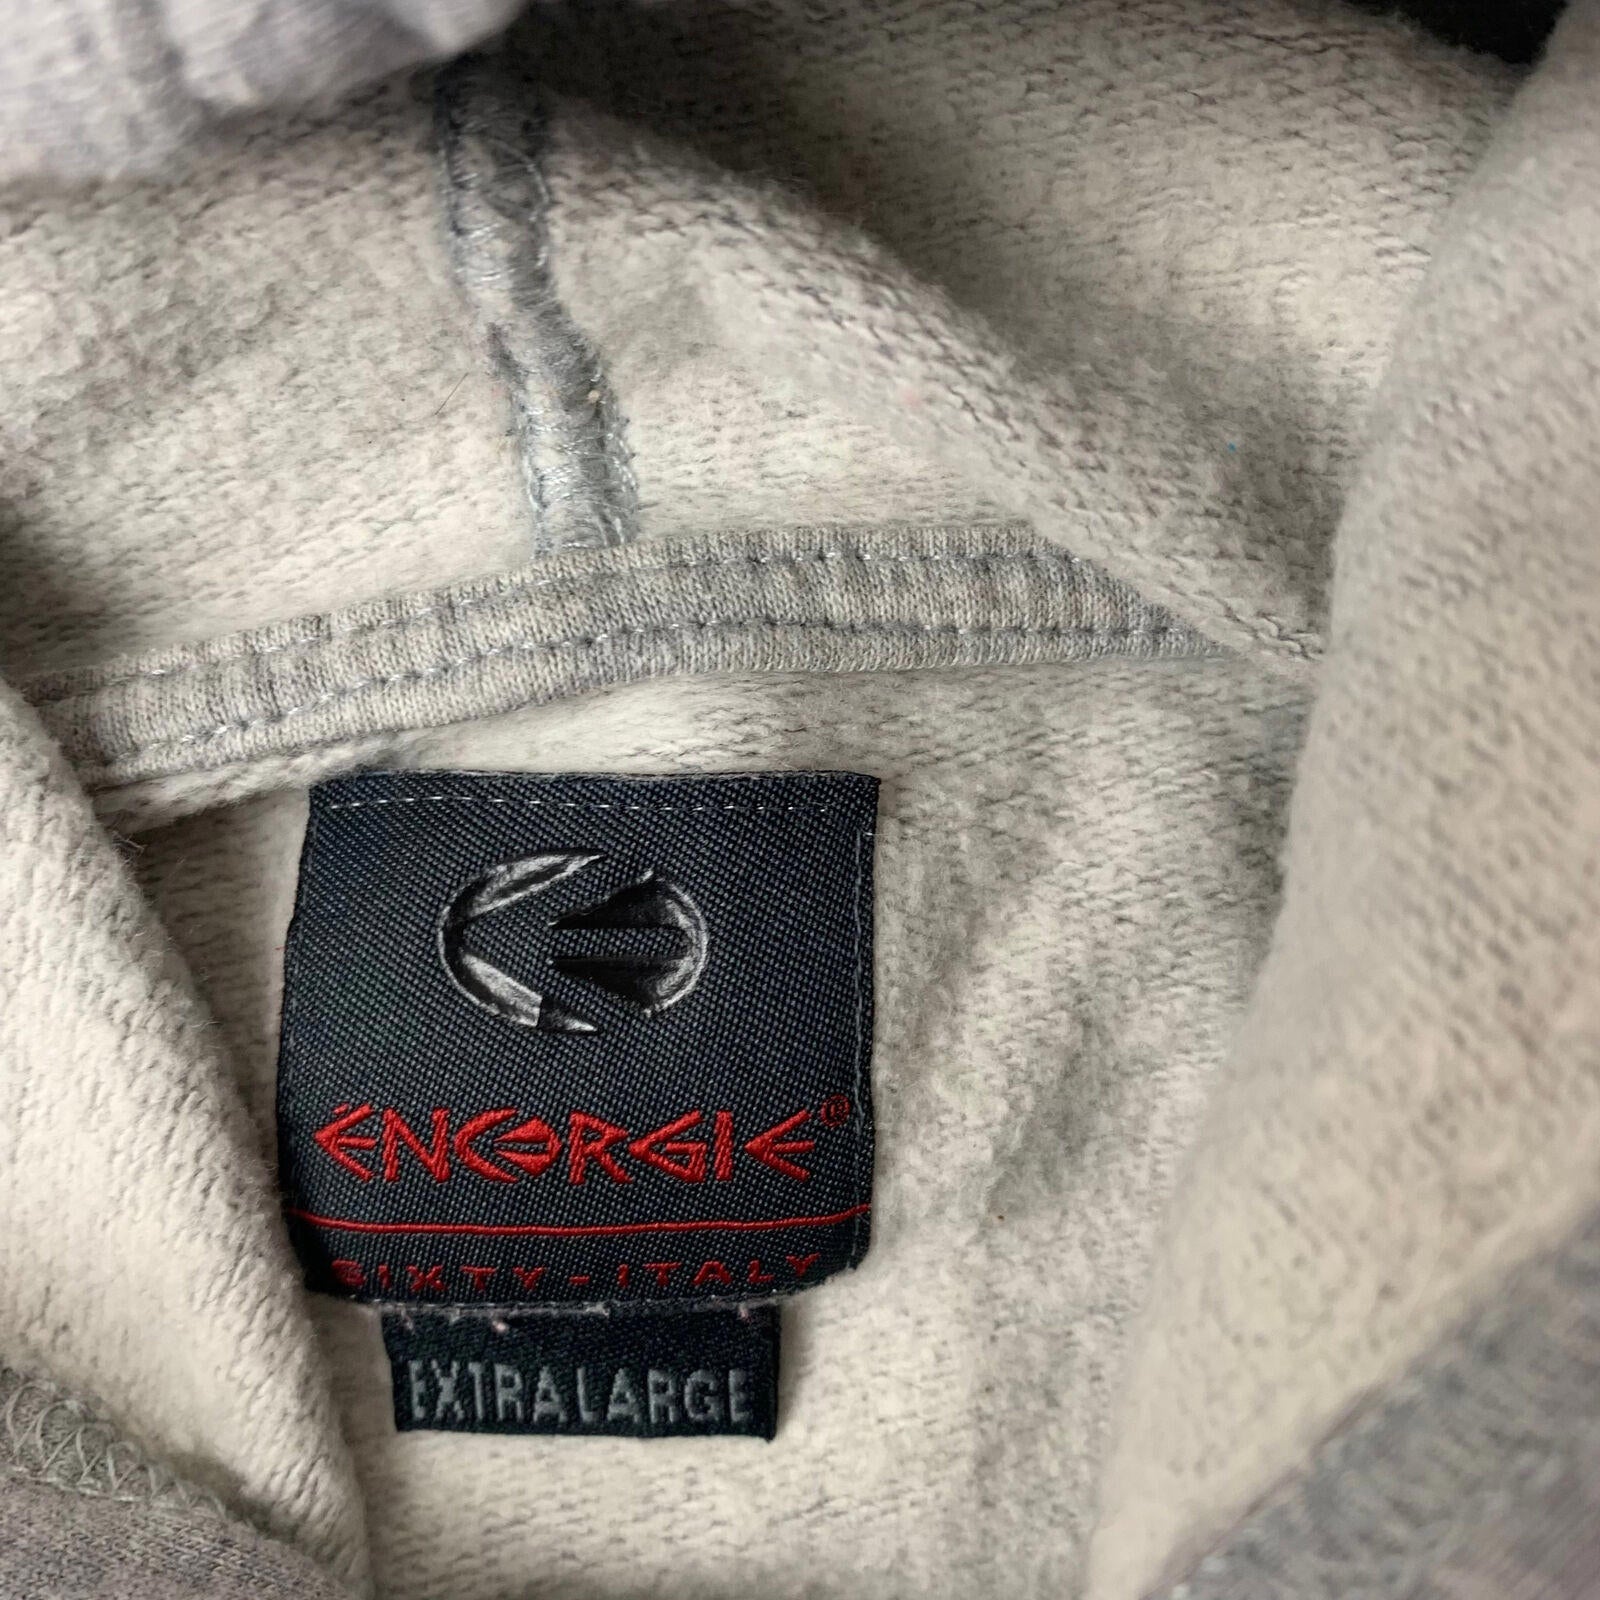 ENERGIE®
SIXTY - ITALY
EXTRA LARGE